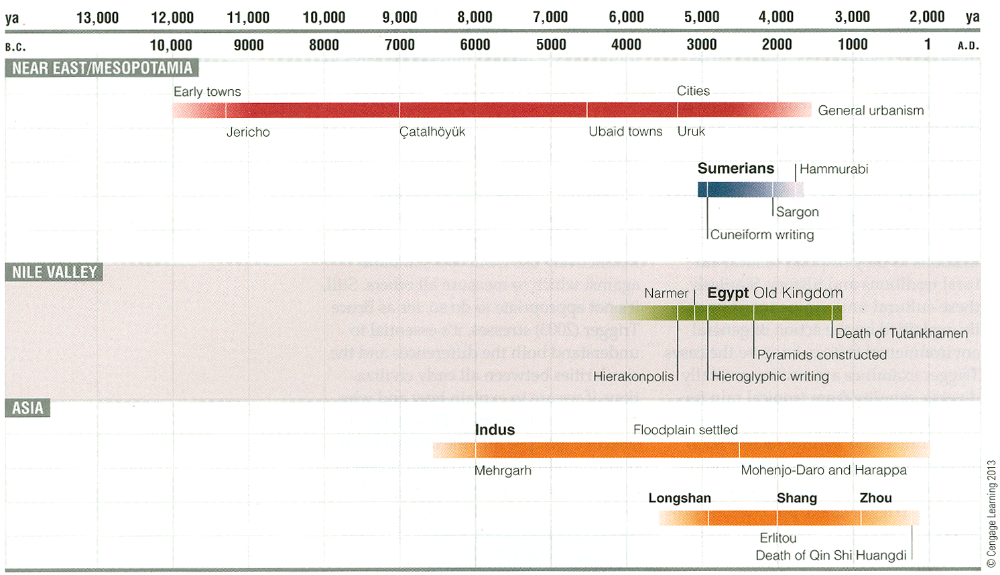 ya 13,000 12,000 11,000 10,000 9,000 8,000 7,000 6,000 5,000 4,000 3,000 2,000 ya
B.C. 10,000 9000 8000 7000 6000 5000 4000 3000 2000 1000 1 A.D.
NEAR EAST/MESOPOTAMIA
Early towns Cities
General urbanism
Jericho Çatalhöyük Ubaid towns Uruk
Sumerians Hammurabi
Sargon
Cuneiform writing
NILE VALLEY
Narmer Egypt Old Kingdom
Death of Tutankhamen
Pyramids constructed
Hierakonpolis Hieroglyphic writing
ASIA
Indus Floodplain settled
Mehrgarh Mohenjo-Daro and Harappa
Longshan Shang Zhou
Erlitou
Death of Qin Shi Huangdi
© Cengage Learning 2013